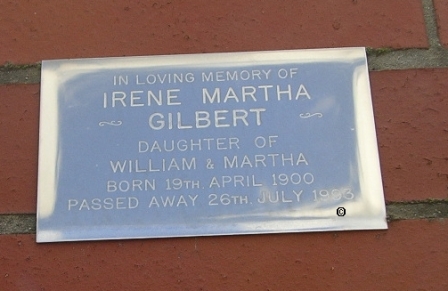 IN LOVING MEMORY OF
IRENE MARTHA
GILBERT
DAUGHTER OF
WILLIAM & MARTHA
BORN 19TH APRIL 1900
PASSED AWAY 26TH JULY